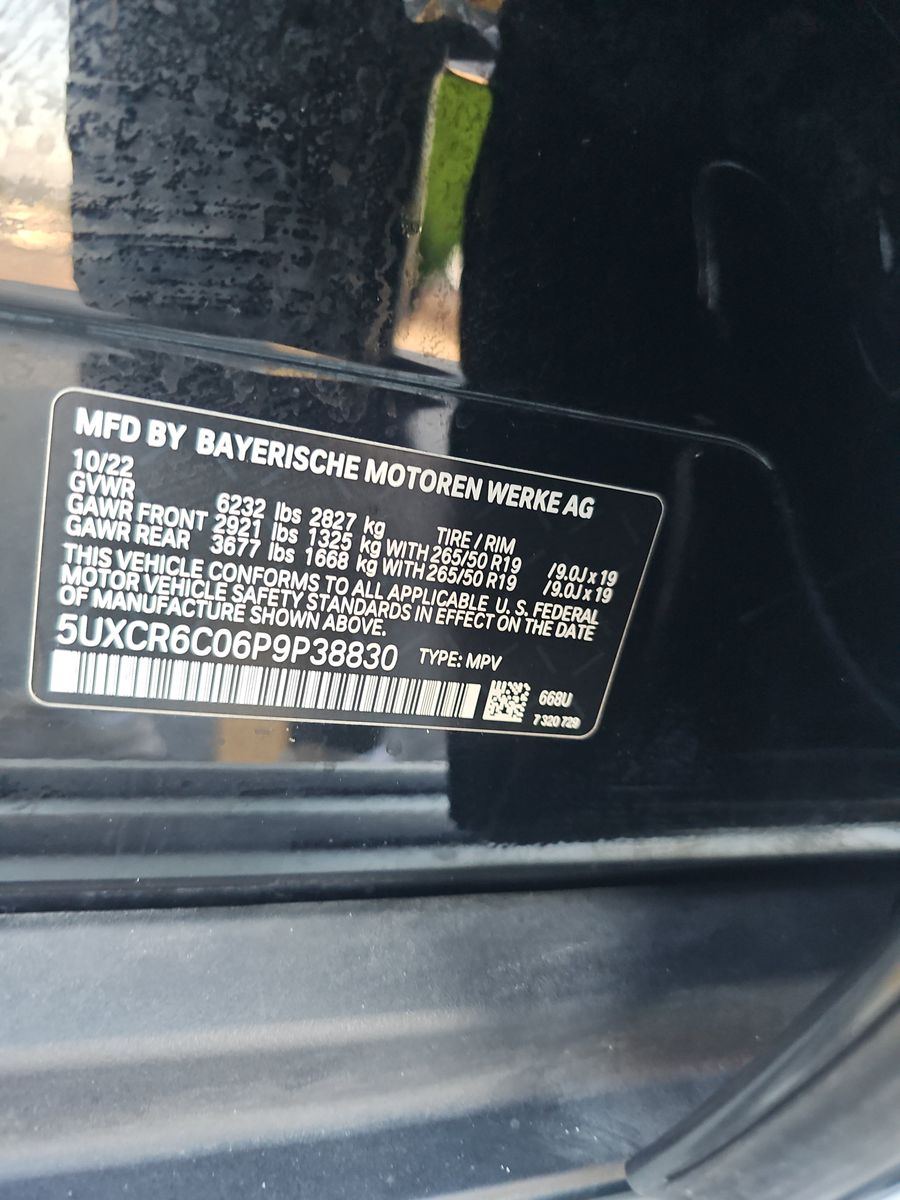 MFD BY BAYERISCHE MOTOREN WERKE AG
10/22
GVWR 6232 lbs 2827 kg TIRE / RIM
GAWR FRONT 2921 lbs 1325 kg WITH 265/50 R19 /9.0J x 19
GAWR REAR 3677 lbs 1668 kg WITH 265/50 R19 /9.0J x 19
THIS VEHICLE CONFORMS TO ALL APPLICABLE U. S. FEDERAL
MOTOR VEHICLE SAFETY STANDARDS IN EFFECT ON THE DATE
OF MANUFACTURE SHOWN ABOVE.
5UXCR6C06P9P38830 TYPE: MPV
668U
7 320 729